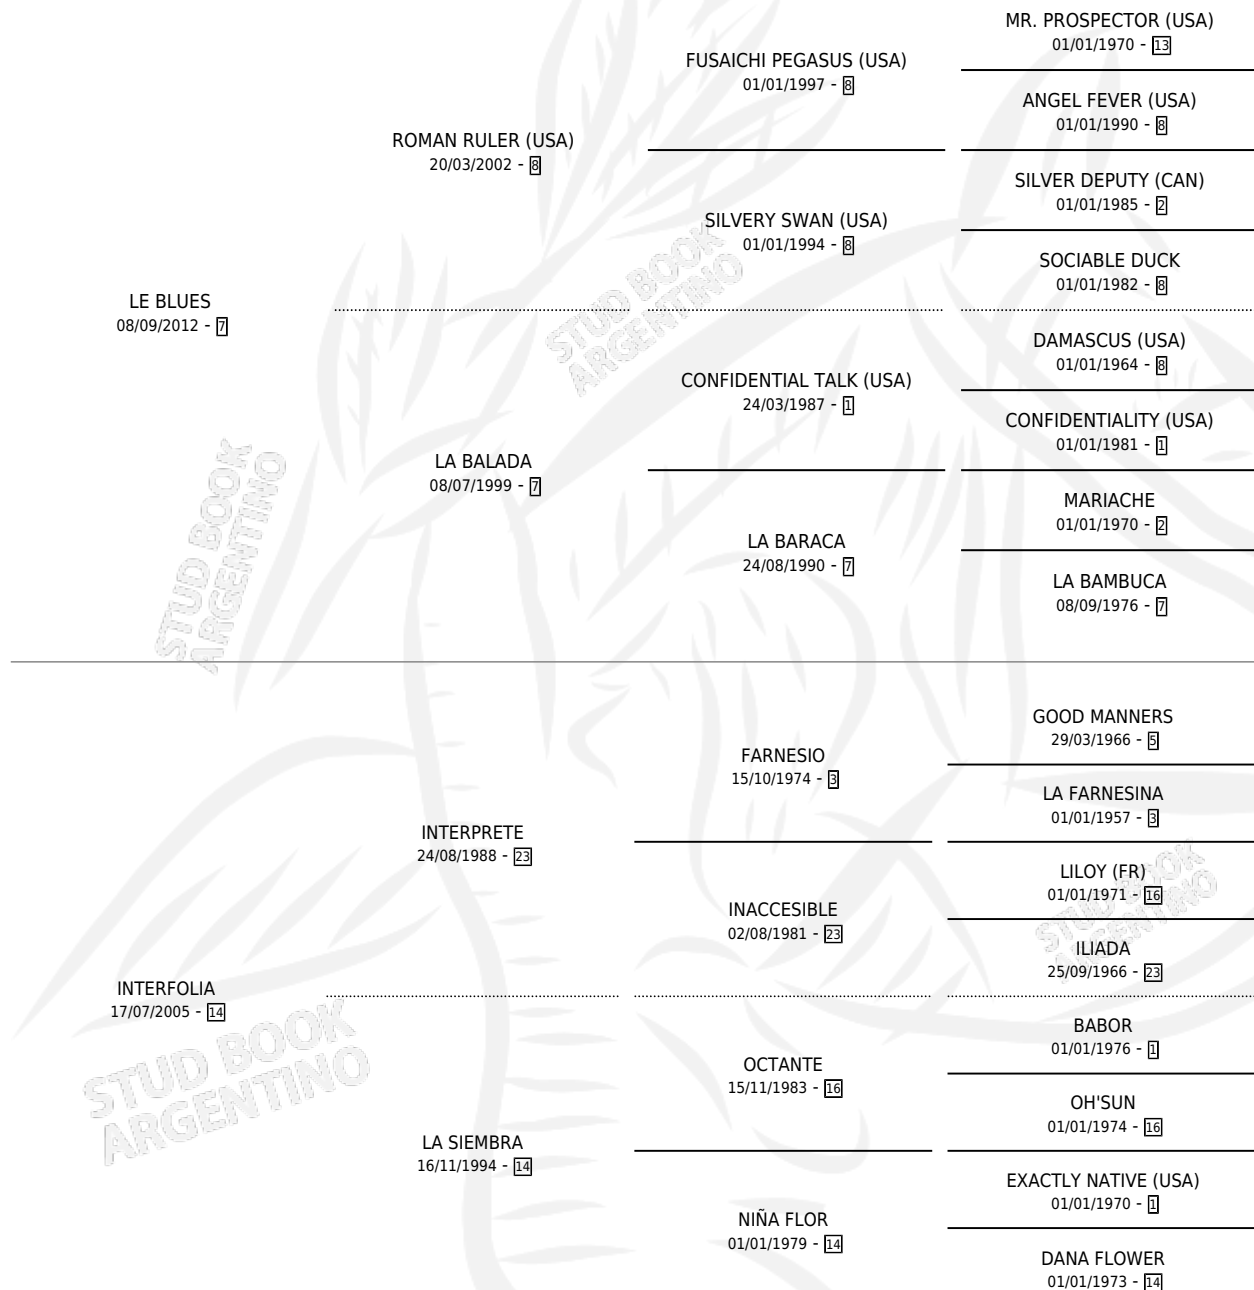 MR. PROSPECTOR (USA)
01/01/1970 - 13
FUSAICHI PEGASUS (USA)
01/01/1997 - 8
ANGEL FEVER (USA)
01/01/1990 - 8
ROMAN RULER (USA)
20/03/2002 - 8
SILVER DEPUTY (CAN)
01/01/1985 - 2
SILVERY SWAN (USA)
01/01/1994 - 8
SOCIABLE DUCK
01/01/1982 - 8
STUD BOOK
ARGENTINO
LE BLUES
08/09/2012 - 7
DAMASCUS (USA)
01/01/1964 - 8
CONFIDENTIAL TALK (USA)
24/03/1987 - 1
CONFIDENTIALITY (USA)
01/01/1981 - 1
LA BALADA
08/07/1999 - 7
MARIACHE
01/01/1970 - 2
LA BARACA
24/08/1990 - 7
LA BAMBUCA
08/09/1976 - 7
STUD BOOK
ARGENTINO
GOOD MANNERS
29/03/1966 - 5
FARNESIO
15/10/1974 - 3
LA FARNESINA
01/01/1957 - 3
INTERPRETE
24/08/1988 - 23
LILOY (FR)
01/01/1971 - 16
INACCESIBLE
02/08/1981 - 23
ILIADA
25/09/1966 - 23
STUD BOOK
ARGENTINO
INTERFOLIA
17/07/2005 - 14
BABOR
01/01/1976 - 1
OCTANTE
15/11/1983 - 16
OH'SUN
01/01/1974 - 16
STUD BOOK
ARGENTINO
LA SIEMBRA
16/11/1994 - 14
EXACTLY NATIVE (USA)
01/01/1970 - 1
NIÑA FLOR
01/01/1979 - 14
DANA FLOWER
01/01/1973 - 14